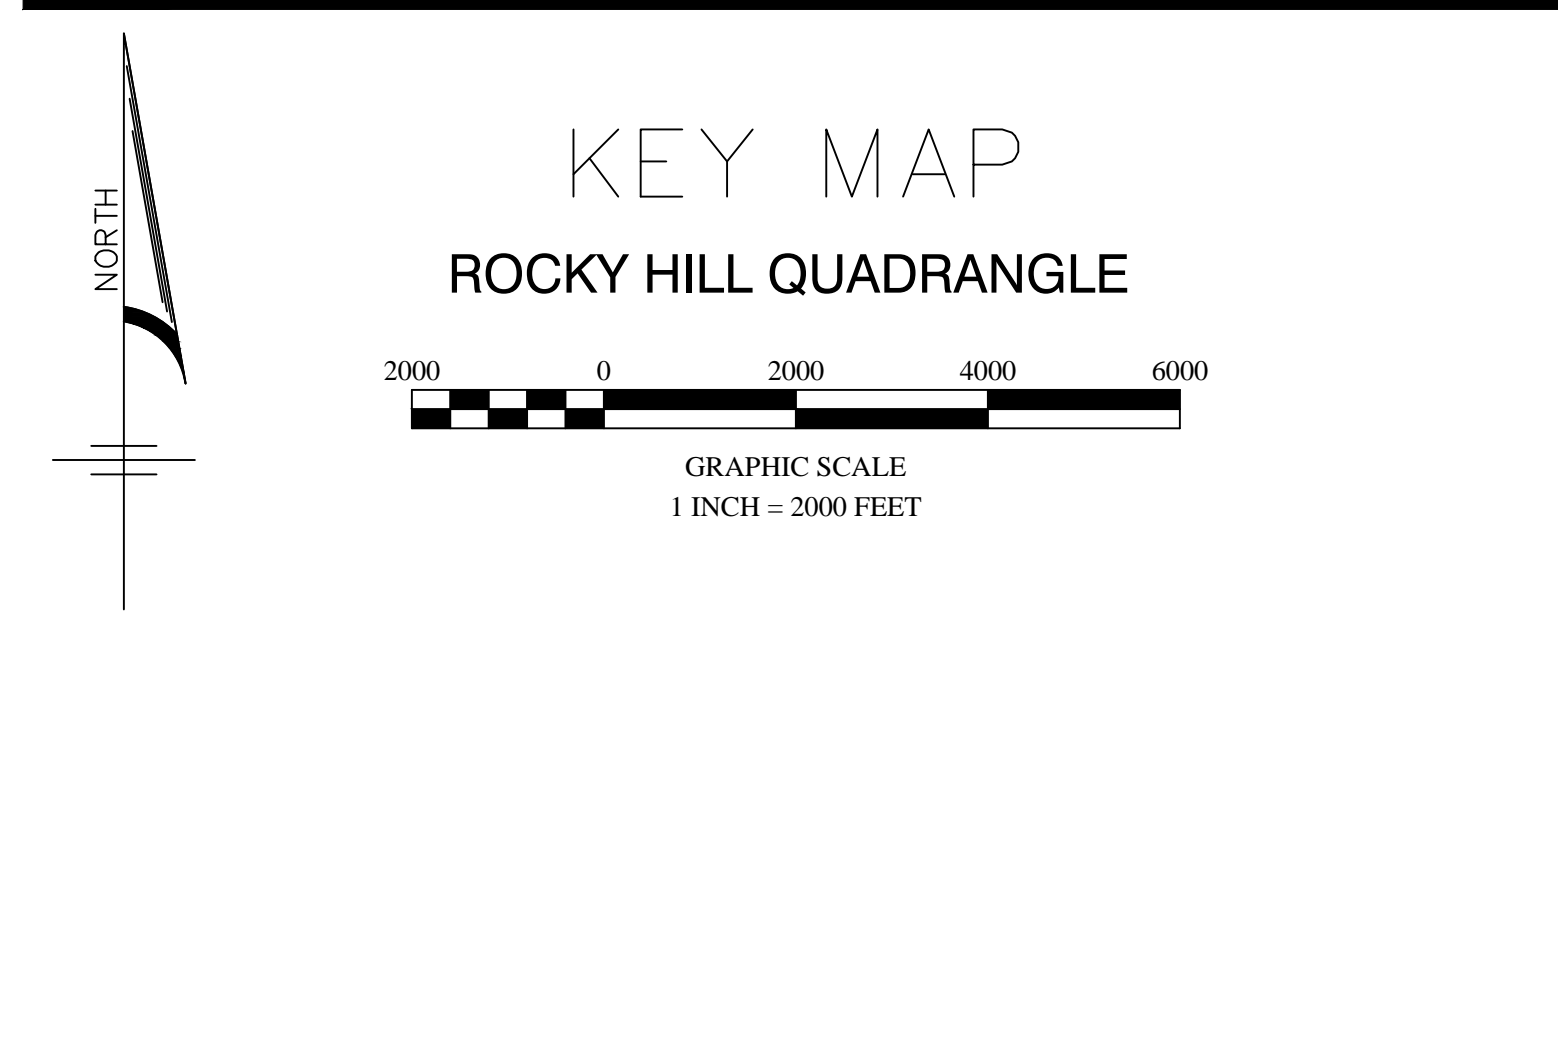 NORTH
KEY MAP
ROCKY HILL QUADRANGLE
2000 0 2000 4000 6000
GRAPHIC SCALE
1 INCH = 2000 FEET